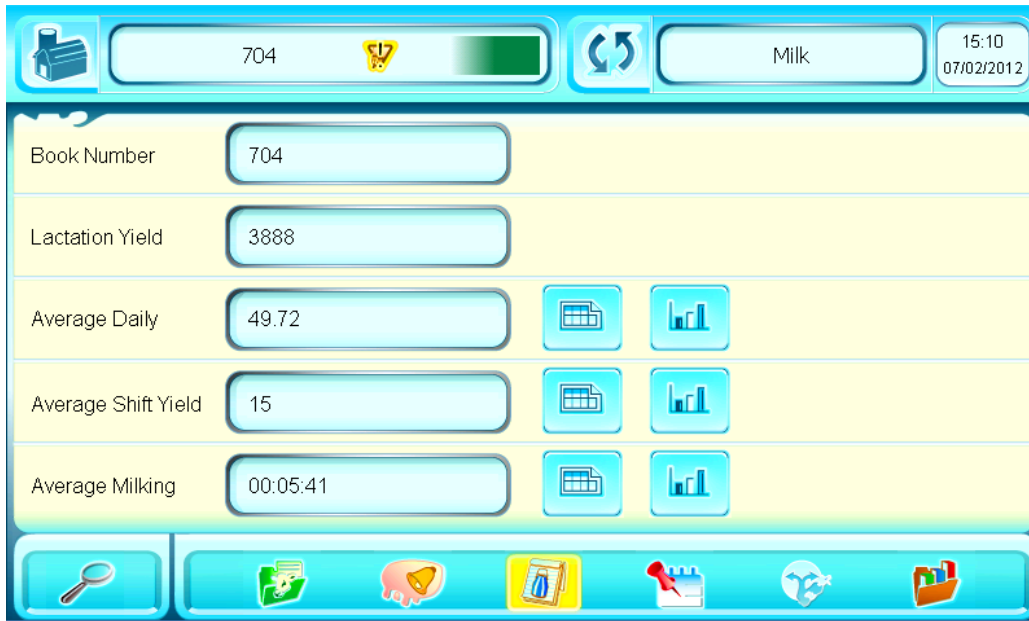 704
Milk
15:10
07/02/2012
Book Number 704
Lactation Yield 3888
Average Daily 49.72
Average Shift Yield 15
Average Milking 00:05:41